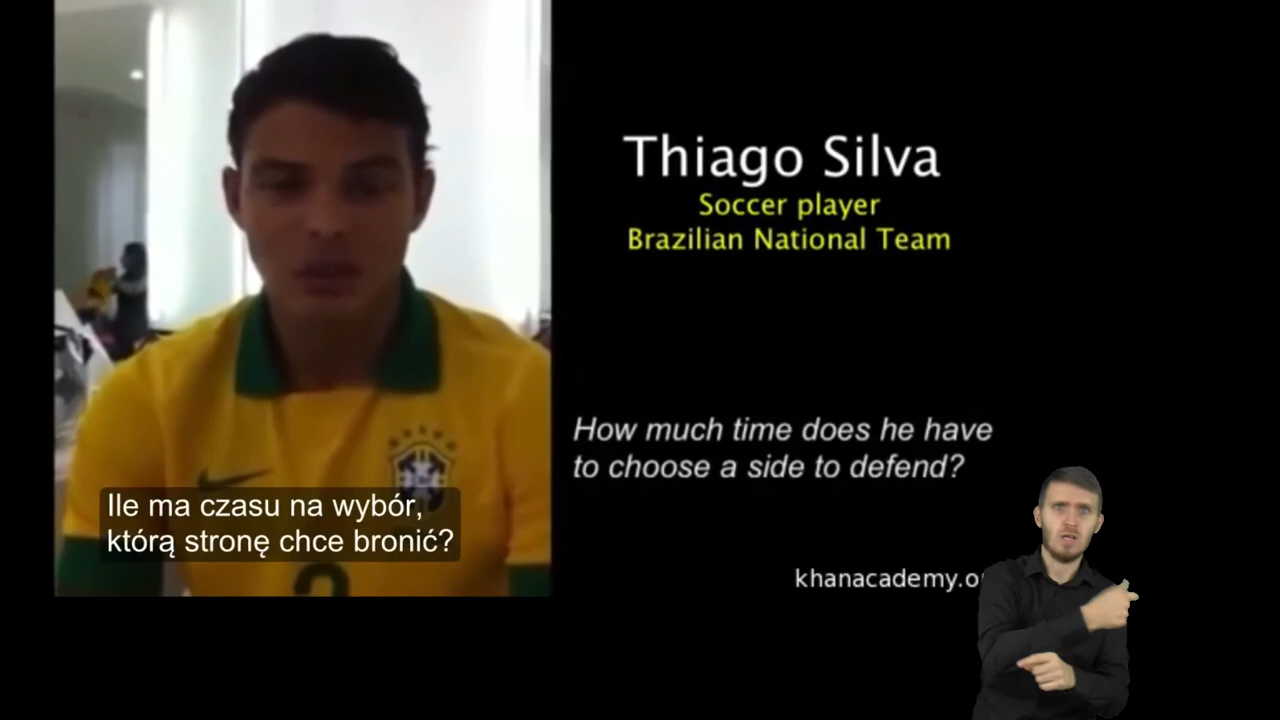 Thiago Silva
Soccer player
Brazilian National Team
How much time does he have
to choose a side to defend?
Ile ma czasu na wybór,
którą stronę chce bronić?
2
khanacademy.o